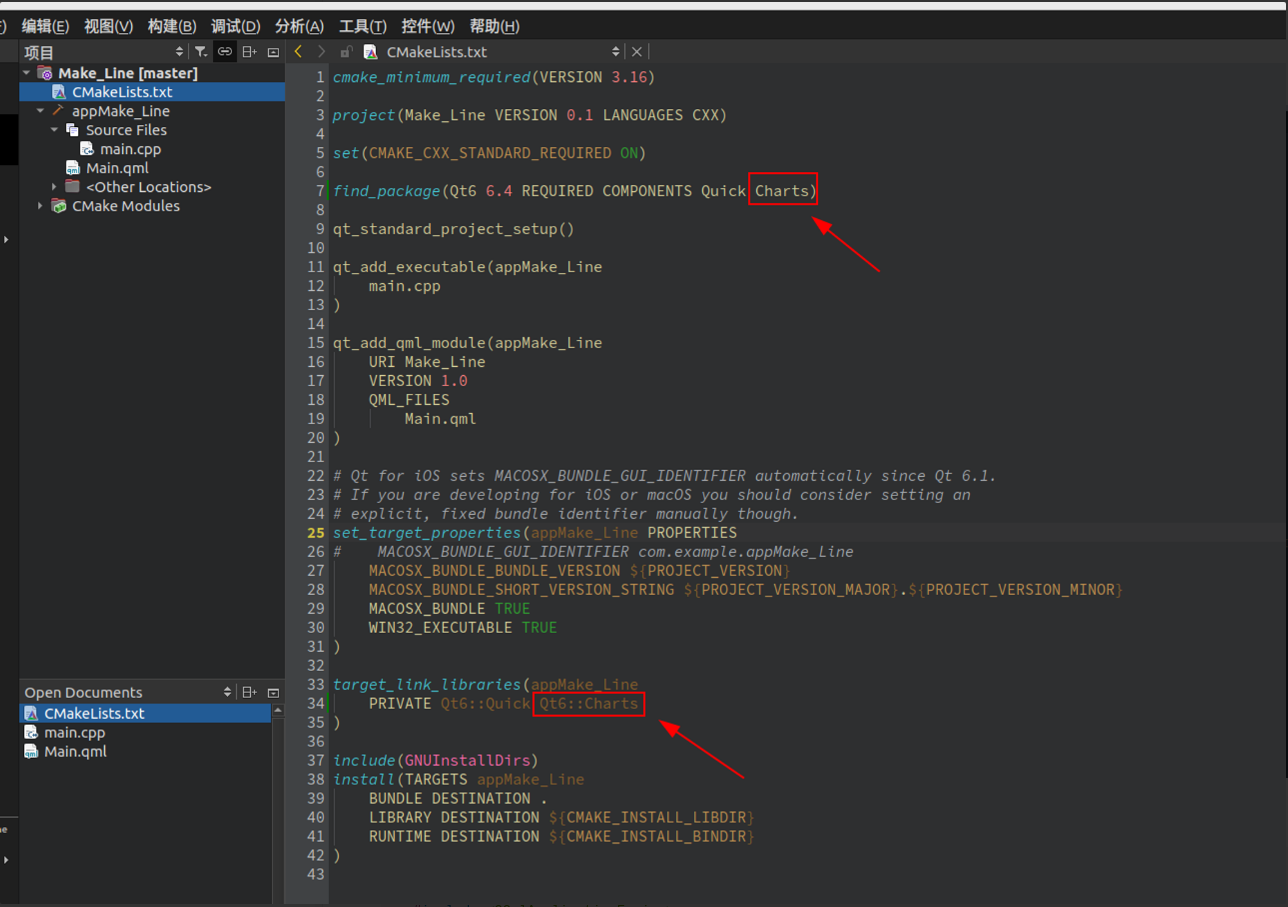 编辑(E) 视图(V) 构建(B) 调试(D) 分析(A) 工具(T) 控件(W) 帮助(H)
项目
CMakeLists.txt
Make_Line [master]
CMakeLists.txt
appMake_Line
Source Files
main.cpp
Main.qml
<Other Locations>
CMake Modules
Open Documents
CMakeLists.txt
main.cpp
Main.qml
1 cmake_minimum_required(VERSION 3.16)
2
3 project(Make_Line VERSION 0.1 LANGUAGES CXX)
4
5 set(CMAKE_CXX_STANDARD_REQUIRED ON)
6
7 find_package(Qt6 6.4 REQUIRED COMPONENTS Quick Charts)
8
9 qt_standard_project_setup()
10
11 qt_add_executable(appMake_Line
12 main.cpp
13 )
14
15 qt_add_qml_module(appMake_Line
16 URI Make_Line
17 VERSION 1.0
18 QML_FILES
19 Main.qml
20 )
21
22 # Qt for iOS sets MACOSX_BUNDLE_GUI_IDENTIFIER automatically since Qt 6.1.
23 # If you are developing for iOS or macOS you should consider setting an
24 # explicit, fixed bundle identifier manually though.
25 set_target_properties(appMake_Line PROPERTIES
26 # MACOSX_BUNDLE_GUI_IDENTIFIER com.example.appMake_Line
27 MACOSX_BUNDLE_BUNDLE_VERSION ${PROJECT_VERSION}
28 MACOSX_BUNDLE_SHORT_VERSION_STRING ${PROJECT_VERSION_MAJOR}.${PROJECT_VERSION_MINOR}
29 MACOSX_BUNDLE TRUE
30 WIN32_EXECUTABLE TRUE
31 )
32
33 target_link_libraries(appMake_Line
34 PRIVATE Qt6::Quick Qt6::Charts
35 )
36
37 include(GNUInstallDirs)
38 install(TARGETS appMake_Line
39 BUNDLE DESTINATION .
40 LIBRARY DESTINATION ${CMAKE_INSTALL_LIBDIR}
41 RUNTIME DESTINATION ${CMAKE_INSTALL_BINDIR}
42 )
43